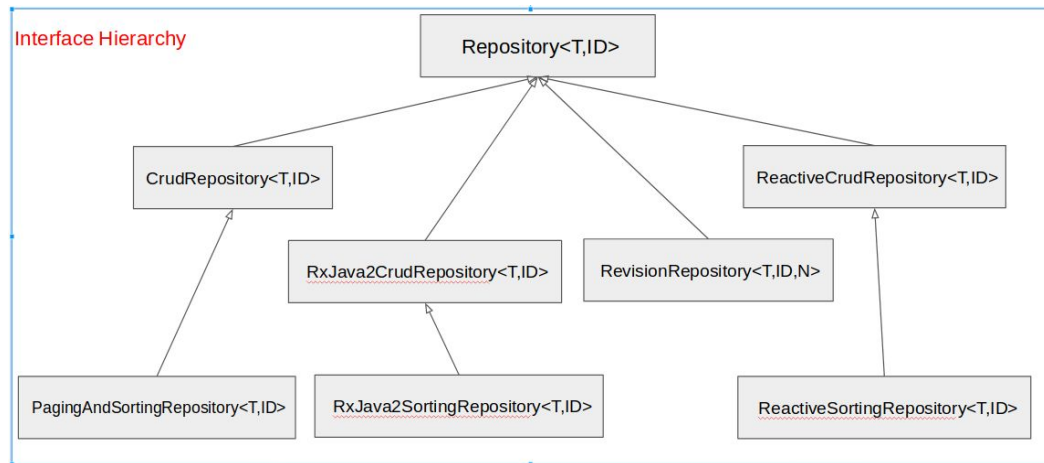 Interface Hierarchy
Repository<T,ID>
CrudRepository<T,ID>
ReactiveCrudRepository<T,ID>
RxJava2CrudRepository<T,ID>
RevisionRepository<T,ID,N>
PagingAndSortingRepository<T,ID>
RxJava2SortingRepository<T,ID>
ReactiveSortingRepository<T,ID>